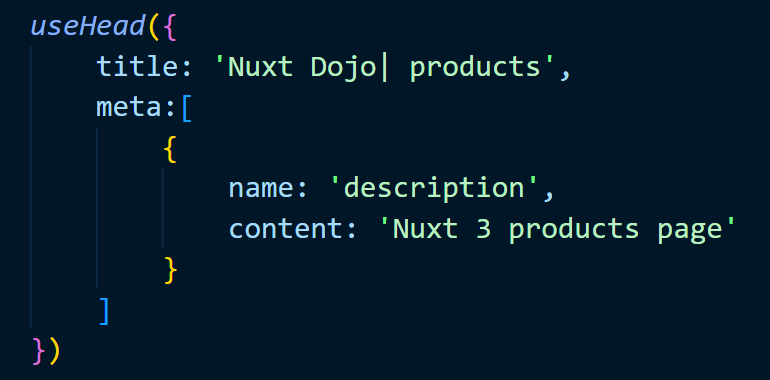 useHead({
title: 'Nuxt Dojo| products',
meta:[
{
name: 'description',
content: 'Nuxt 3 products page'
}
]
})